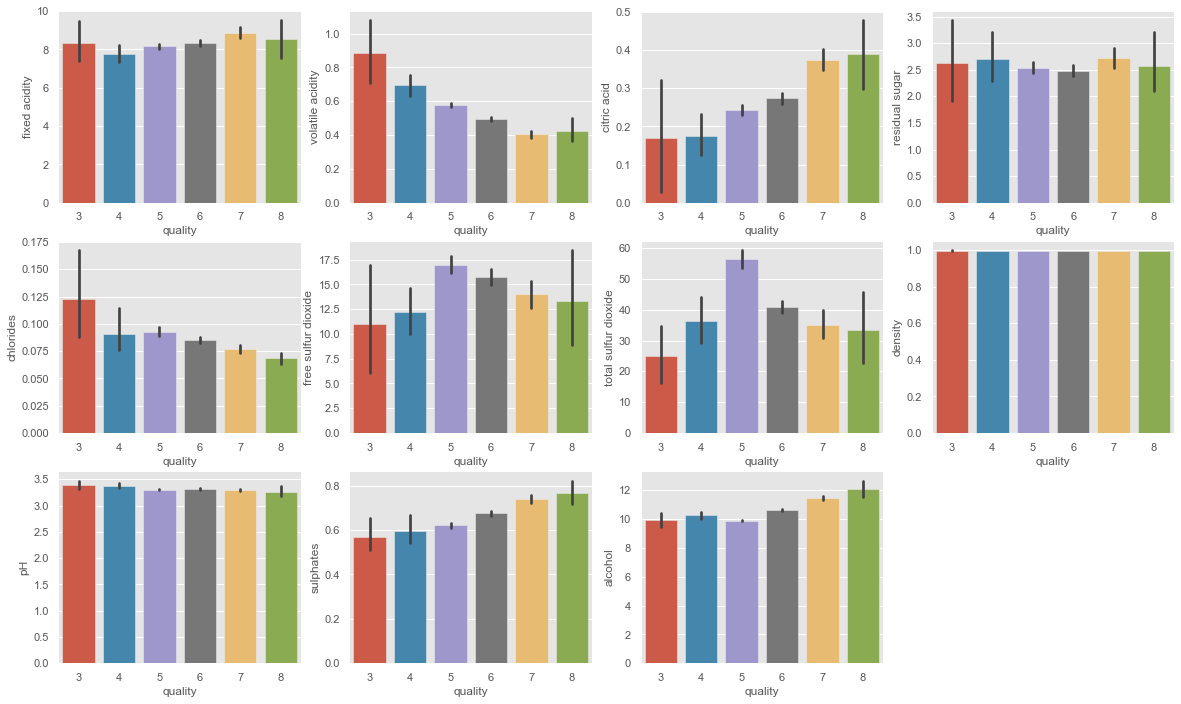 10
8
6
4
2
0
fixed acidity
3 4 5 6 7 8
quality
1.0
0.8
0.6
0.4
0.2
0.0
volatile acidity
3 4 5 6 7 8
quality
0.5
0.4
0.3
0.2
0.1
0.0
citric acid
3 4 5 6 7 8
quality
3.5
3.0
2.5
2.0
1.5
1.0
0.5
0.0
residual sugar
3 4 5 6 7 8
quality
0.175
0.150
0.125
0.100
0.075
0.050
0.025
0.000
chlorides
3 4 5 6 7 8
quality
17.5
15.0
12.5
10.0
7.5
5.0
2.5
0.0
free sulfur dioxide
3 4 5 6 7 8
quality
60
50
40
30
20
10
0
total sulfur dioxide
3 4 5 6 7 8
quality
1.0
0.8
0.6
0.4
0.2
0.0
density
3 4 5 6 7 8
quality
3.5
3.0
2.5
2.0
1.5
1.0
0.5
0.0
pH
3 4 5 6 7 8
quality
0.8
0.6
0.4
0.2
0.0
sulphates
3 4 5 6 7 8
quality
12
10
8
6
4
2
0
alcohol
3 4 5 6 7 8
quality